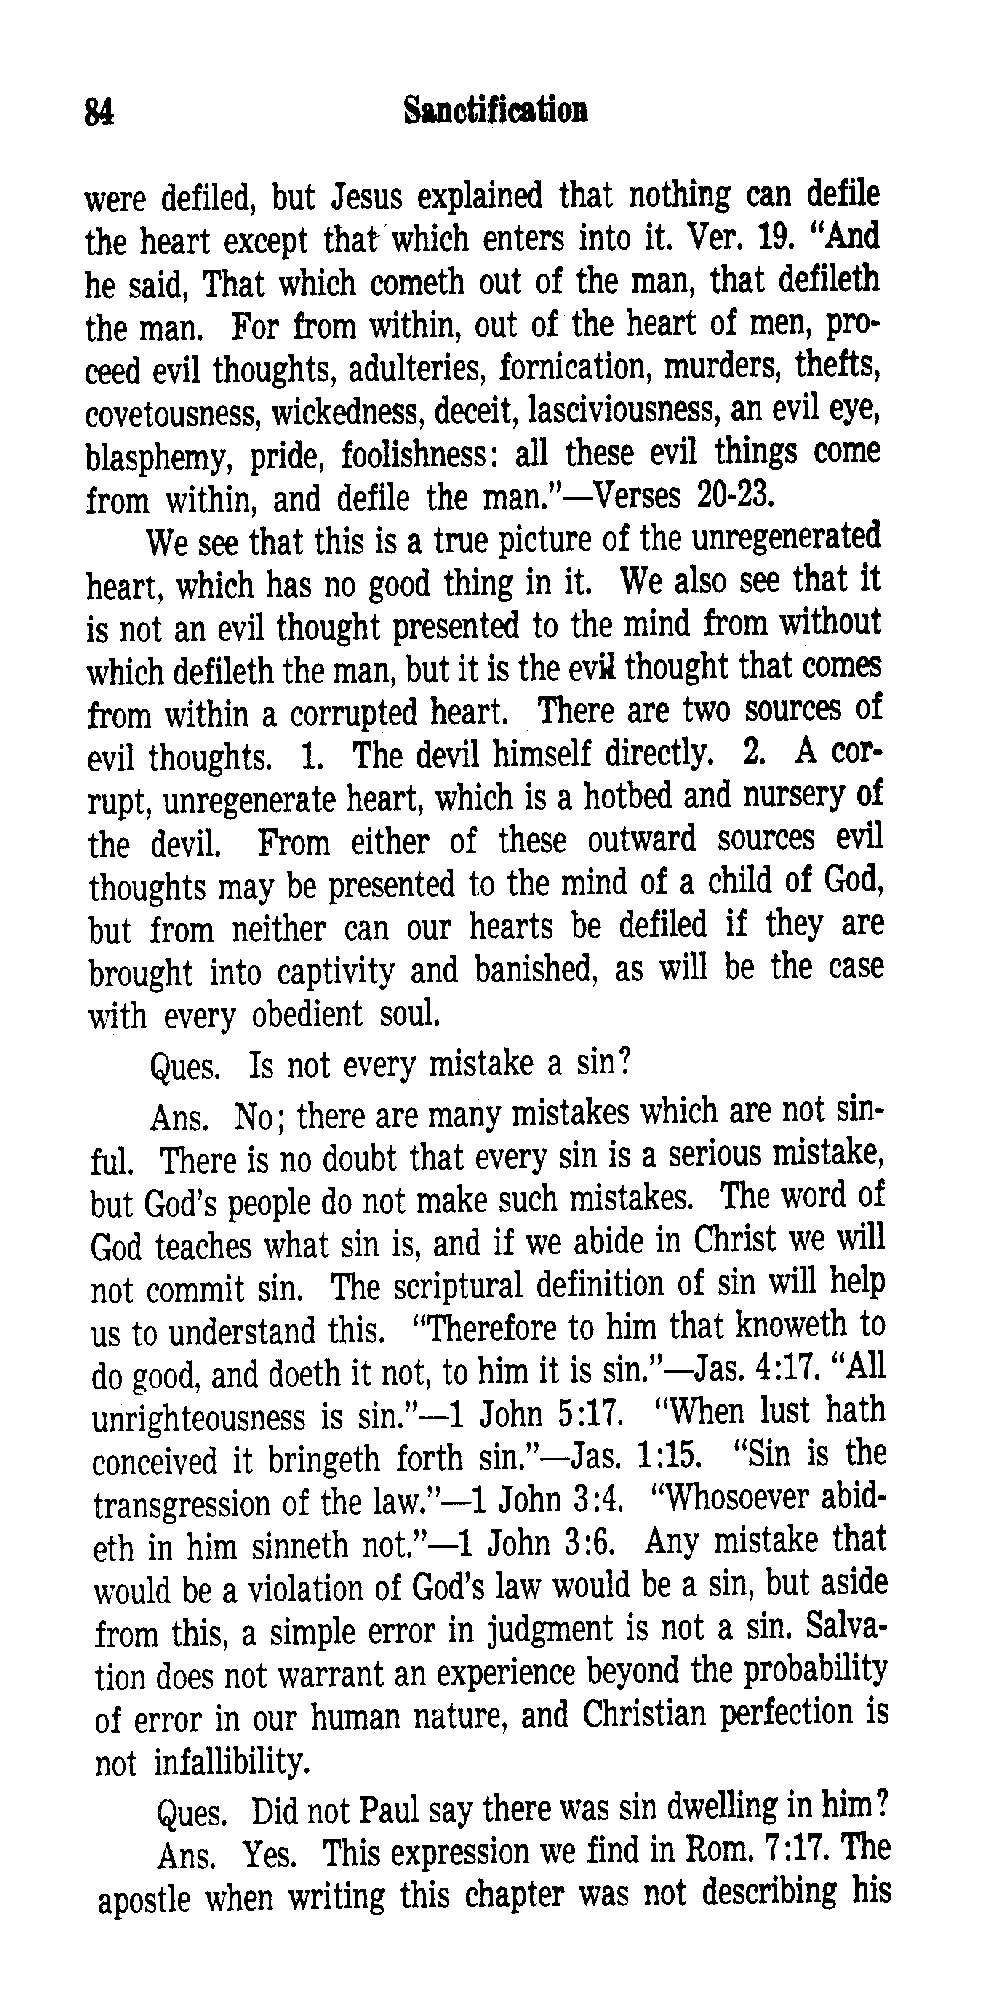 84 Sanctification
were defiled, but Jesus explained that nothing can defile
the heart except that which enters into it. Ver. 19. “And
he said, That which cometh out of the man, that defileth
the man. For from within, out of the heart of men, pro-
ceed evil thoughts, adulteries, fornication, murders, thefts,
covetousness, wickedness, deceit, lasciviousness, an evil eye,
blasphemy, pride, foolishness: all these evil things come
from within, and defile the man.”—Verses 20-23.
We see that this is a true picture of the unregenerated
heart, which has no good thing in it. We also see that it
is not an evil thought presented to the mind from without
which defileth the man, but it is the evil thought that comes
from within a corrupted heart. There are two sources of
evil thoughts. 1. The devil himself directly. 2. A cor-
rupt, unregenerate heart, which is a hotbed and nursery of
the devil. From either of these outward sources evil
thoughts may be presented to the mind of a child of God,
but from neither can our hearts be defiled if they are
brought into captivity and banished, as will be the case
with every obedient soul.
Ques. Is not every mistake a sin?
Ans. No; there are many mistakes which are not sin-
ful. There is no doubt that every sin is a serious mistake,
but God’s people do not make such mistakes. The word of
God teaches what sin is, and if we abide in Christ we will
not commit sin. The scriptural definition of sin will help
us to understand this. “Therefore to him that knoweth to
do good, and doeth it not, to him it is sin.”—Jas. 4:17. “All
unrighteousness is sin.”—1 John 5:17. “When lust hath
conceived it bringeth forth sin.”—Jas. 1:15. “Sin is the
transgression of the law.”—1 John 3:4. “Whosoever abid-
eth in him sinneth not.”—1 John 3:6. Any mistake that
would be a violation of God’s law would be a sin, but aside
from this, a simple error in judgment is not a sin. Salva-
tion does not warrant an experience beyond the probability
of error in our human nature, and Christian perfection is
not infallibility.
Ques. Did not Paul say there was sin dwelling in him?
Ans. Yes. This expression we find in Rom. 7:17. The
apostle when writing this chapter was not describing his